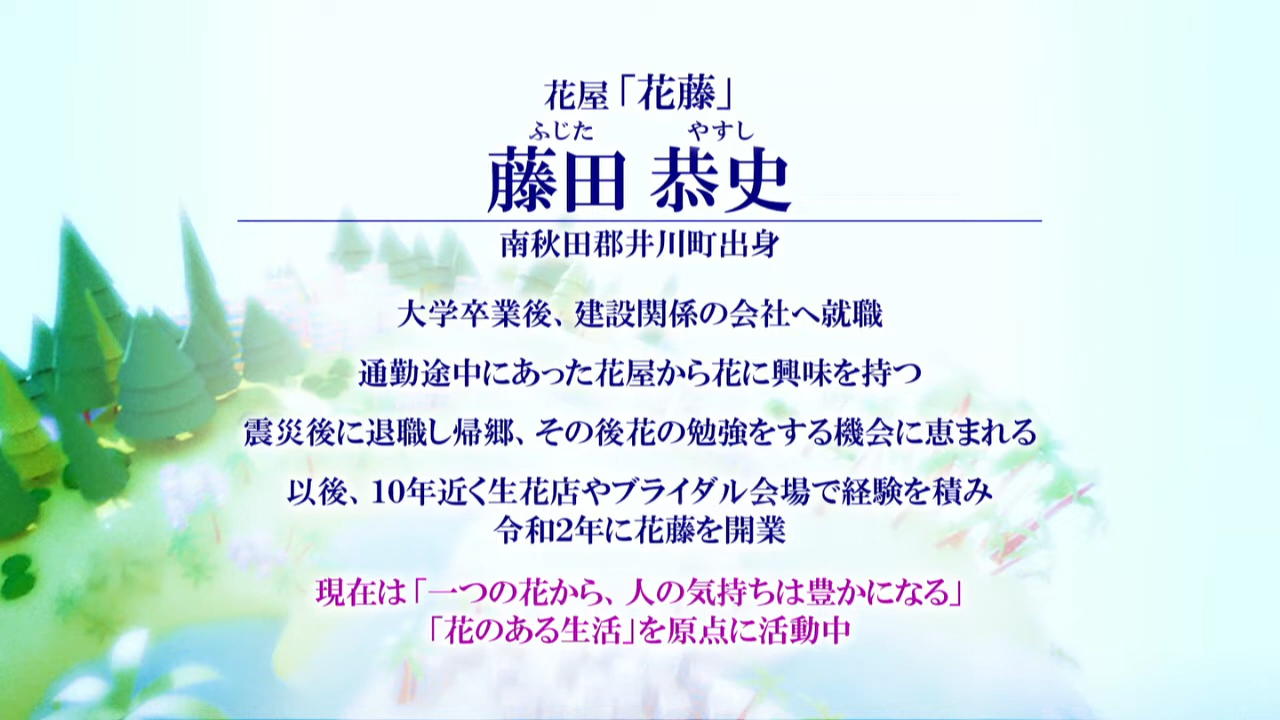 花屋「花藤」
ふじた やすし
藤田 恭史
南秋田郡井川町出身
大学卒業後、建設関係の会社へ就職
通勤途中にあった花屋から花に興味を持つ
震災後に退職し帰郷、その後花の勉強をする機会に恵まれる
以後、10年近く生花店やブライダル会場で経験を積み
令和2年に花藤を開業
現在は「一つの花から、人の気持ちは豊かになる」
「花のある生活」を原点に活動中